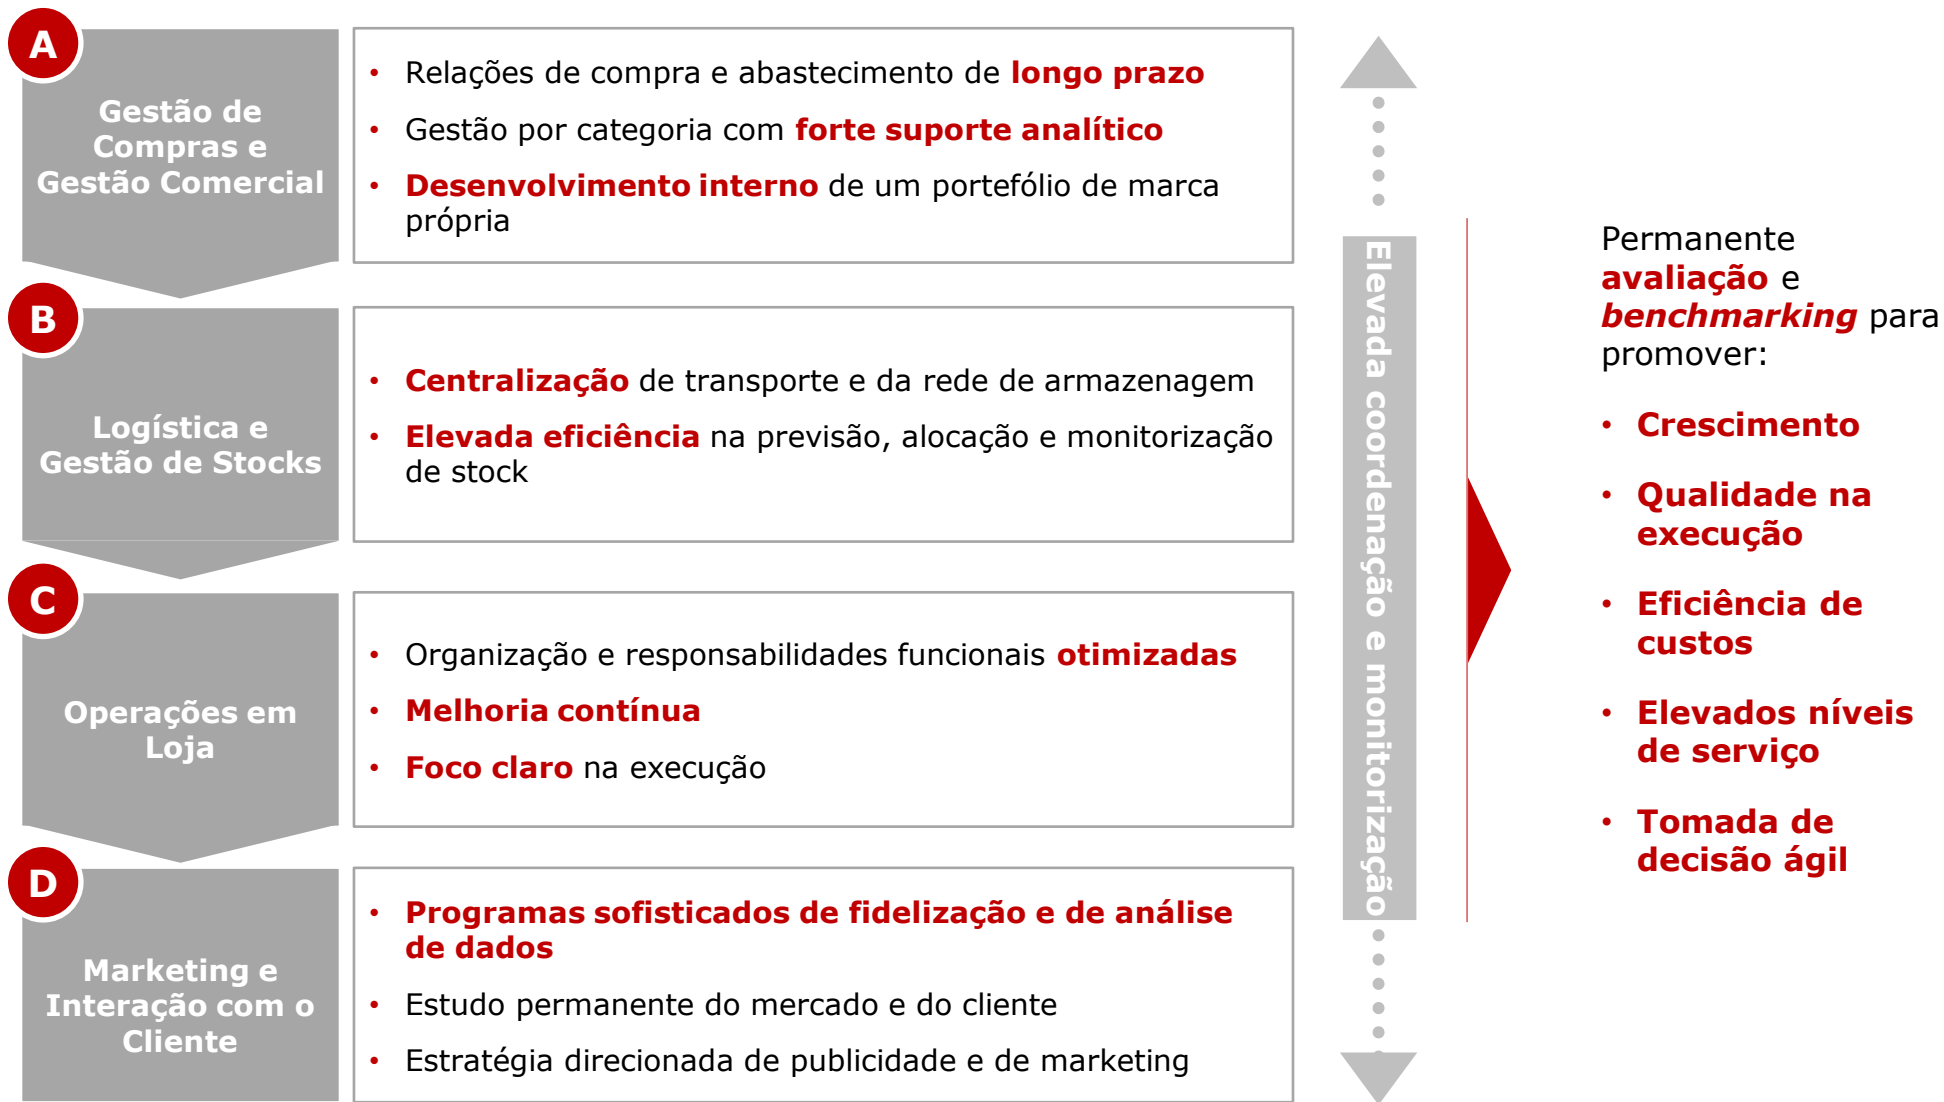 A
Gestão de
Compras e
Gestão Comercial
• Relações de compra e abastecimento de longo prazo
• Gestão por categoria com forte suporte analítico
• Desenvolvimento interno de um portefólio de marca
própria
B
Logística e
Gestão de Stocks
• Centralização de transporte e da rede de armazenagem
• Elevada eficiência na previsão, alocação e monitorização
de stock
C
Operações em
Loja
• Organização e responsabilidades funcionais otimizadas
• Melhoria contínua
• Foco claro na execução
D
Marketing e
Interação com o
Cliente
• Programas sofisticados de fidelização e de análise
de dados
• Estudo permanente do mercado e do cliente
• Estratégia direcionada de publicidade e de marketing
Elevada coordenação e monitorização
Permanente
avaliação e
benchmarking para
promover:
• Crescimento
• Qualidade na
execução
• Eficiência de
custos
• Elevados níveis
de serviço
• Tomada de
decisão ágil